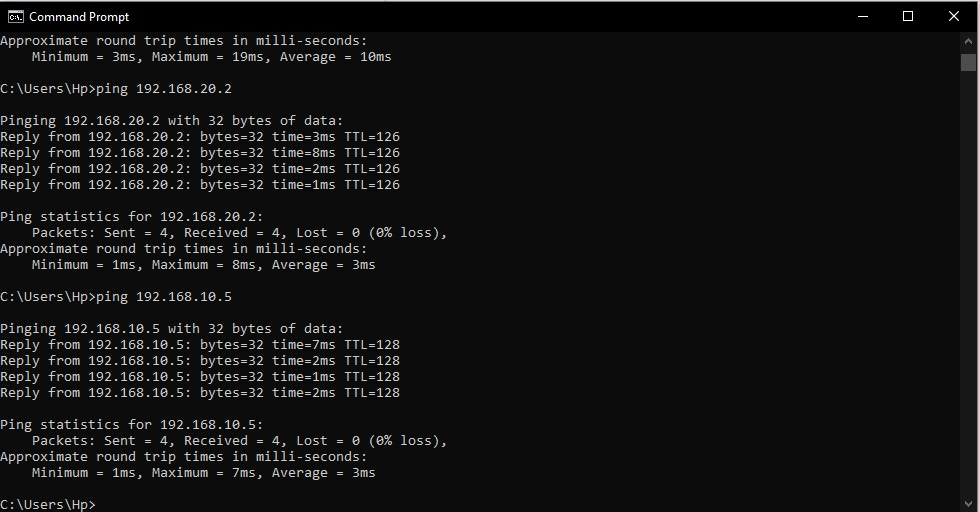 Command Prompt
Approximate round trip times in milli-seconds:
    Minimum = 3ms, Maximum = 19ms, Average = 10ms
C:\Users\Hp>ping 192.168.20.2
Pinging 192.168.20.2 with 32 bytes of data:
Reply from 192.168.20.2: bytes=32 time=3ms TTL=126
Reply from 192.168.20.2: bytes=32 time=8ms TTL=126
Reply from 192.168.20.2: bytes=32 time=2ms TTL=126
Reply from 192.168.20.2: bytes=32 time=1ms TTL=126
Ping statistics for 192.168.20.2:
    Packets: Sent = 4, Received = 4, Lost = 0 (0% loss),
Approximate round trip times in milli-seconds:
    Minimum = 1ms, Maximum = 8ms, Average = 3ms
C:\Users\Hp>ping 192.168.10.5
Pinging 192.168.10.5 with 32 bytes of data:
Reply from 192.168.10.5: bytes=32 time=7ms TTL=128
Reply from 192.168.10.5: bytes=32 time=2ms TTL=128
Reply from 192.168.10.5: bytes=32 time=1ms TTL=128
Reply from 192.168.10.5: bytes=32 time=2ms TTL=128
Ping statistics for 192.168.10.5:
    Packets: Sent = 4, Received = 4, Lost = 0 (0% loss),
Approximate round trip times in milli-seconds:
    Minimum = 1ms, Maximum = 7ms, Average = 3ms
C:\Users\Hp>